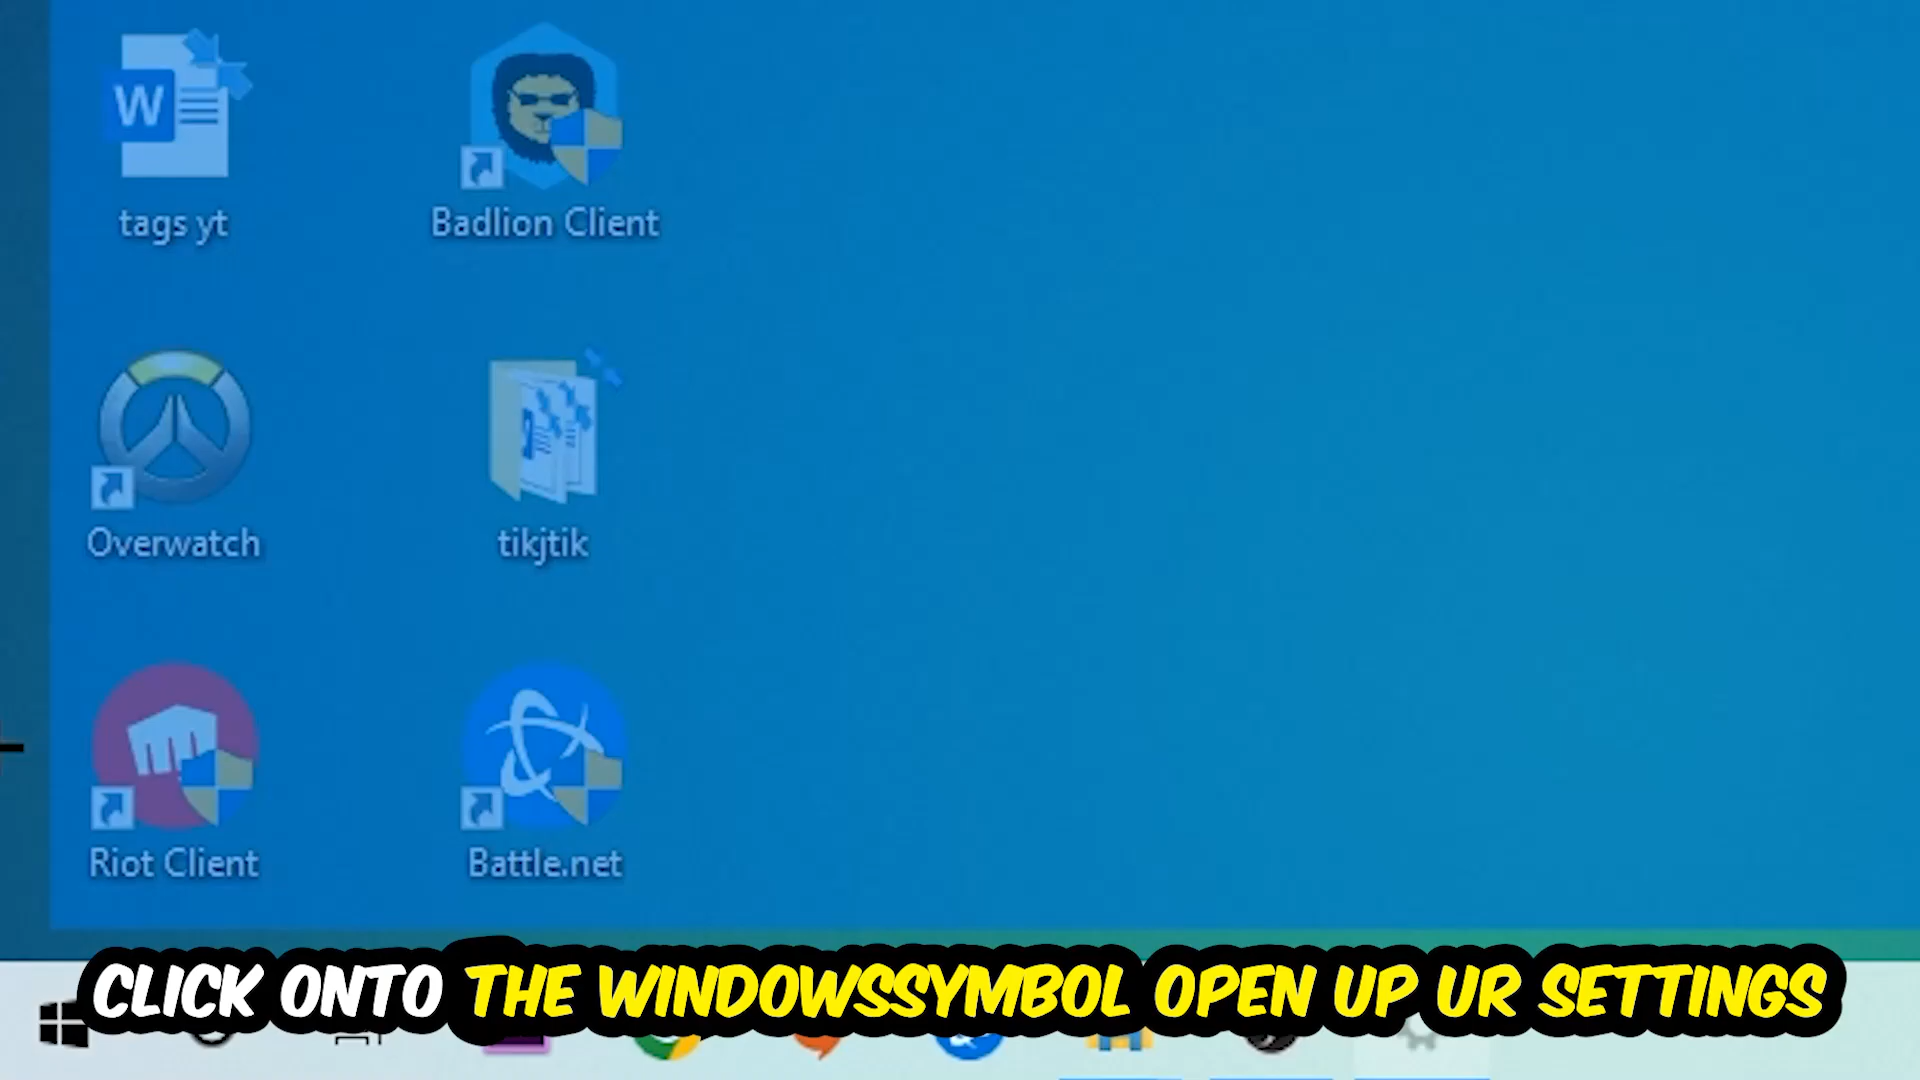 tags yt
Badlion Client
Overwatch
tikjtik
Riot Client
Battle.net
CLICK ONTO THE WINDOWSSYMBOL OPEN UP UR SETTINGS